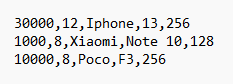 30000,12,Iphone,13,256
1000,8,Xiaomi,Note 10,128
10000,8,Poco,F3,256